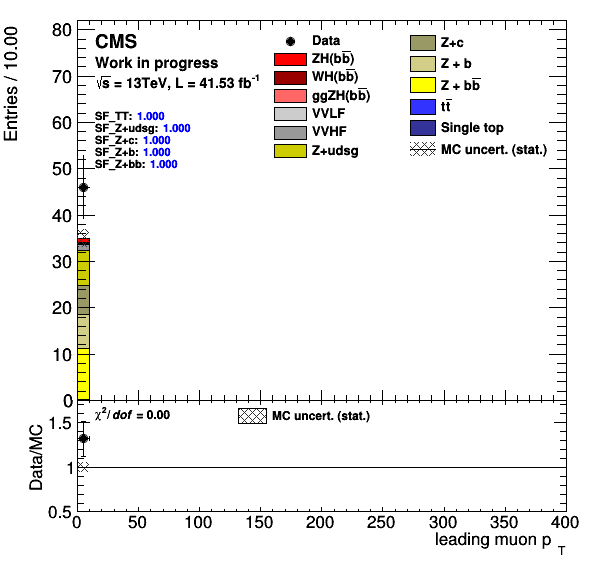 CMS
Work in progress
√s = 13TeV, L = 41.53 fb⁻¹
SF_TT: 1.000
SF_Z+udsg: 1.000
SF_Z+c: 1.000
SF_Z+b: 1.000
SF_Z+bb: 1.000
Data
ZH(bb̅)
WH(bb̅)
ggZH(bb̅)
VVLF
VVHF
Z+udsg
Z+c
Z + b
Z + bb̅
tt̅
Single top
MC uncert. (stat.)
Entries / 10.00
80
70
60
50
40
30
20
10
0
χ²/dof = 0.00
MC uncert. (stat.)
Data/MC
1.5
1
0.5
0 50 100 150 200 250 300 350 400
leading muon p T